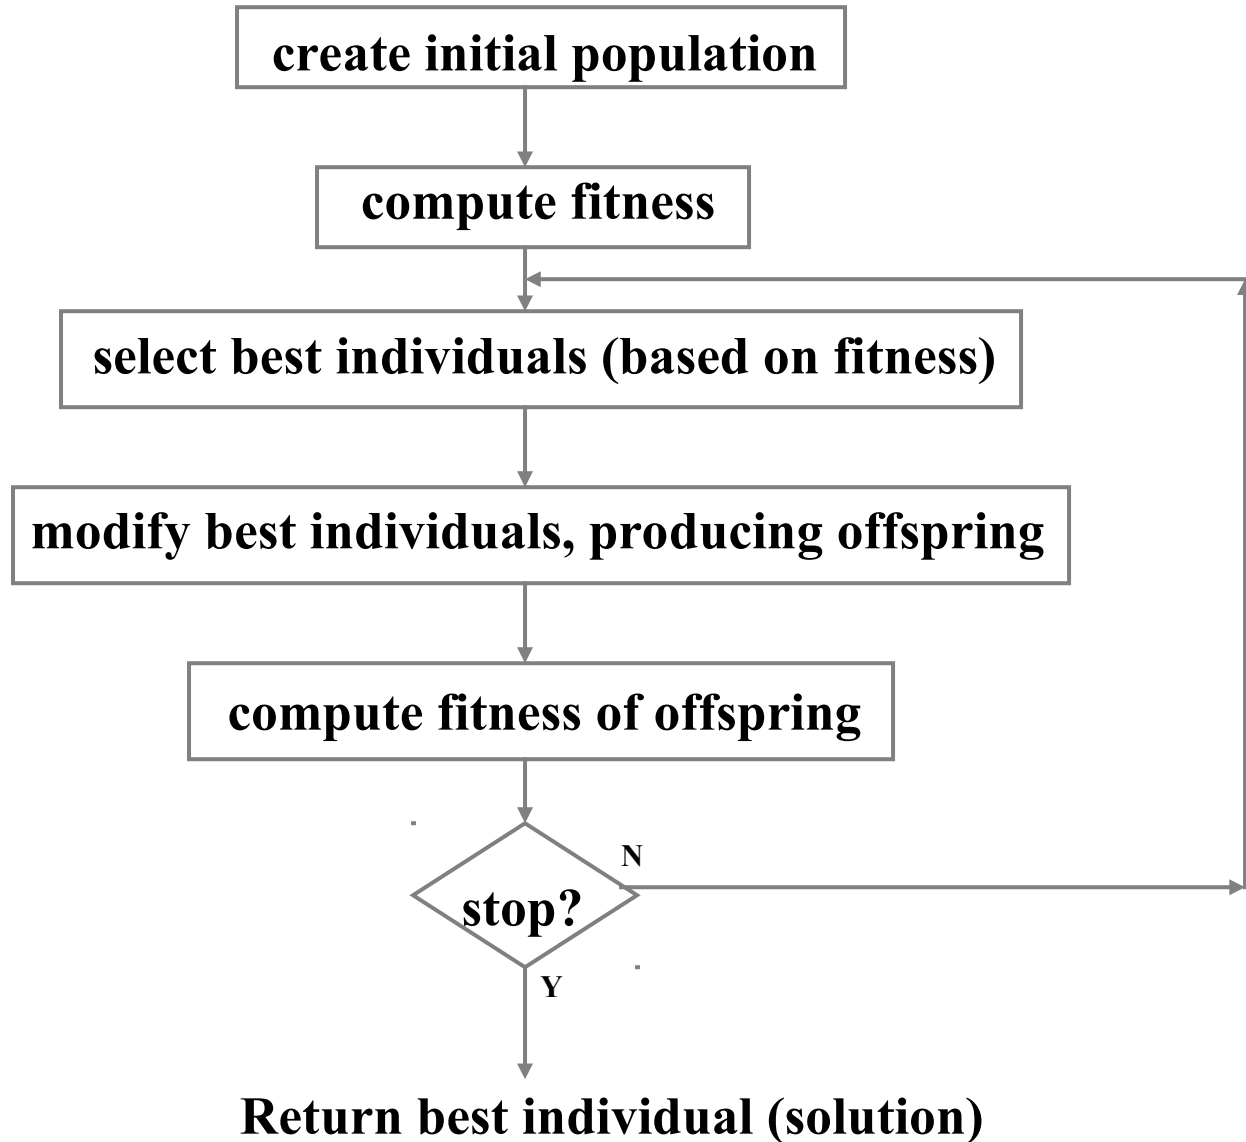 create initial population
compute fitness
select best individuals (based on fitness)
modify best individuals, producing offspring
compute fitness of offspring
N
stop?
Y
Return best individual (solution)